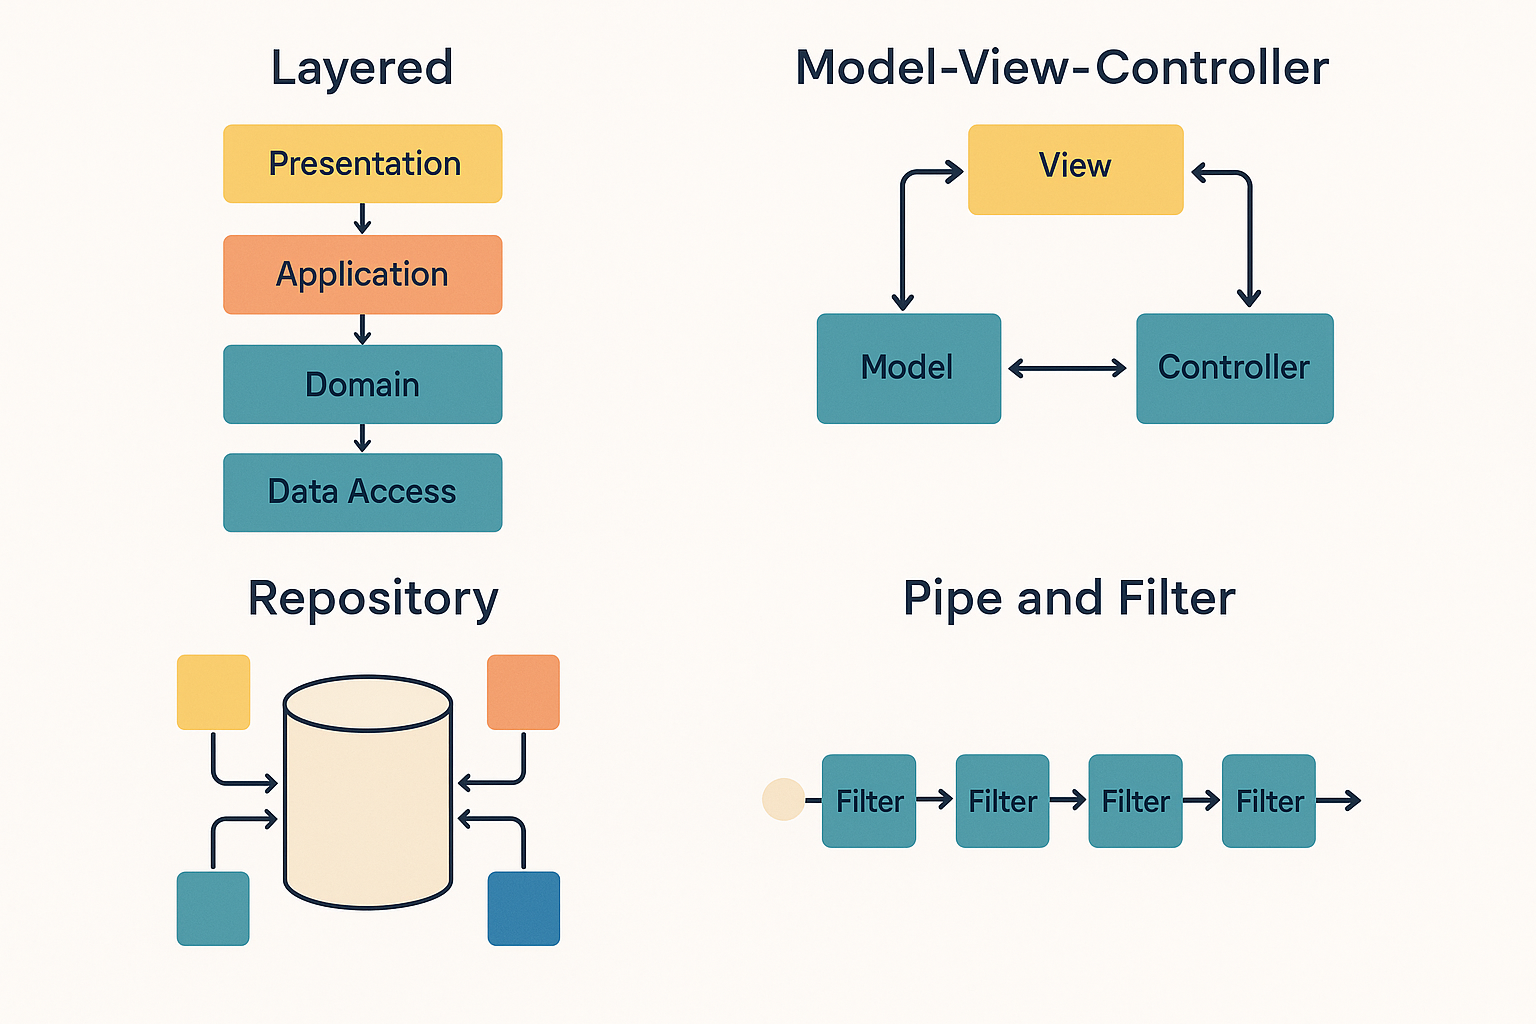 Layered
Presentation
Application
Domain
Data Access
Model-View-Controller
View
Model
Controller
Repository
Pipe and Filter
Filter
Filter
Filter
Filter